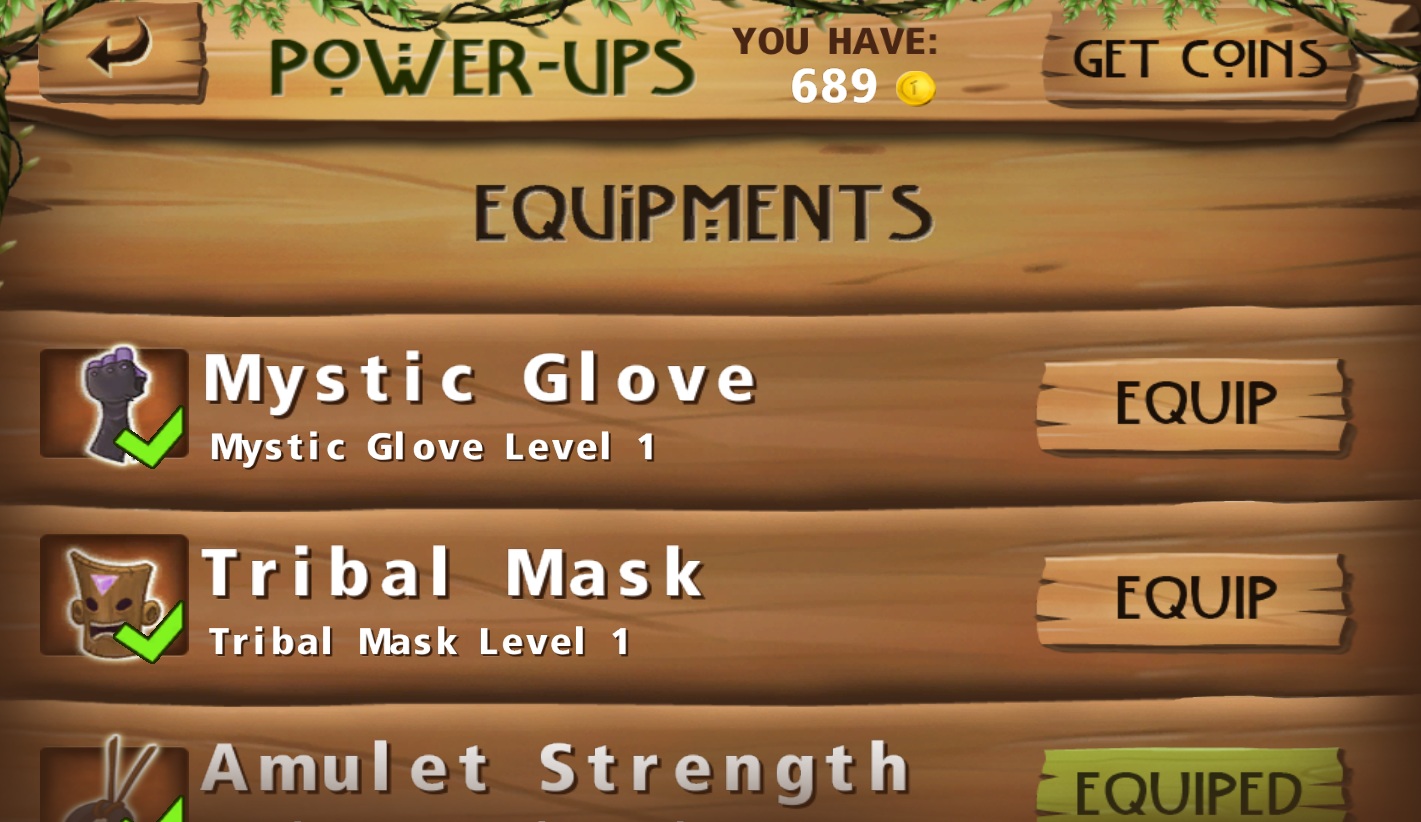 POWER-UPS
YOU HAVE:
689
GET COINS
EQUIPMENTS
Mystic Glove
Mystic Glove Level 1
EQUIP
Tribal Mask
Tribal Mask Level 1
EQUIP
Amulet Strength
EQUIPED